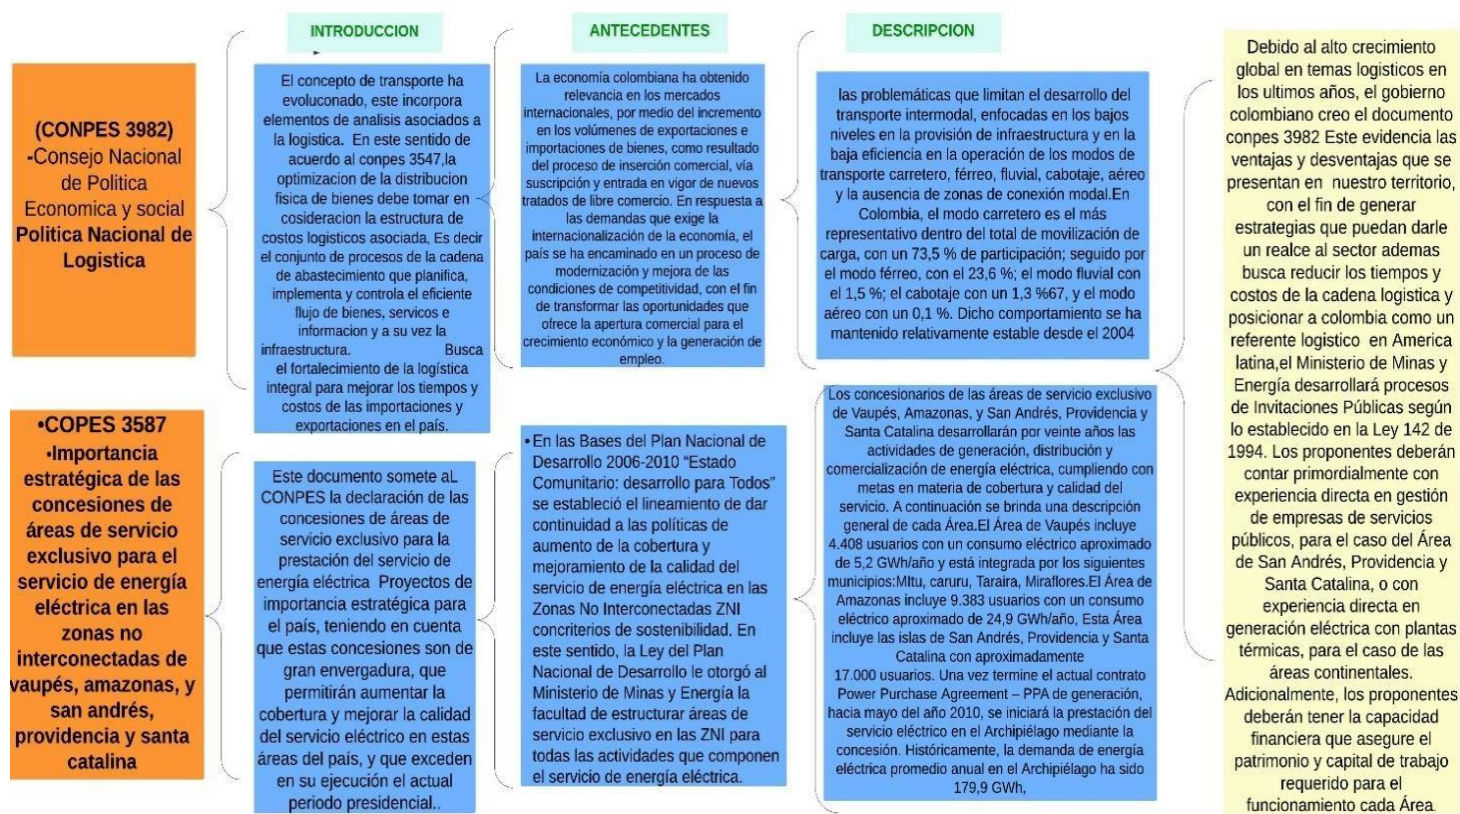 INTRODUCCION
ANTECEDENTES
DESCRIPCION
(CONPES 3982)
-Consejo Nacional
de Politica
Economica y social
Politica Nacional de
Logistica
El concepto de transporte ha
evoluconado, este incorpora
elementos de analisis asociados a
la logistica. En este sentido de
acuerdo al conpes 3547,la
optimizacion de la distribucion
fisica de bienes debe tomar en
cosideracion la estructura de
costos logisticos asociada, Es decir
el conjunto de procesos de la cadena
de abastecimiento que planifica,
implementa y controla el eficiente
flujo de bienes, servicos e
informacion y a su vez la
infraestructura. Busca
el fortalecimiento de la logística
integral para mejorar los tiempos y
costos de las importaciones y
exportaciones en el país.
La economía colombiana ha obtenido
relevancia en los mercados
internacionales, por medio del incremento
en los volúmenes de exportaciones e
importaciones de bienes, como resultado
del proceso de inserción comercial, vía
suscripción y entrada en vigor de nuevos
tratados de libre comercio. En respuesta a
a las demandas que exige la
internacionalización de la economía, el
país se ha encaminado en un proceso de
modernización y mejora de las
condiciones de competitividad, con el fin
de transformar las oportunidades que
ofrece la apertura comercial para el
crecimiento económico y la generación de
empleo.
las problemáticas que limitan el desarrollo del
transporte intermodal, enfocadas en los bajos
niveles en la provisión de infraestructura y en la
baja eficiencia en la operación de los modos de
transporte carretero, férreo, fluvial, cabotaje, aéreo
y la ausencia de zonas de conexión modal.En
Colombia, el modo carretero es el más
representativo dentro del total de movilización de
carga, con un 73,5 % de participación; seguido por
el modo férreo, con el 23,6 %; el modo fluvial con
el 1,5 %; el cabotaje con un 1,3 %67, y el modo
aéreo con un 0,1 %. Dicho comportamiento se ha
mantenido relativamente estable desde el 2004
•COPES 3587
•Importancia
estratégica de las
concesiones de
áreas de servicio
exclusivo para el
servicio de energía
eléctrica en las
zonas no
interconectadas de
vaupés, amazonas, y
san andrés,
providencia y santa
catalina
Este documento somete aL
CONPES la declaración de las
concesiones de áreas de
servicio exclusivo para la
prestación del servicio de
energía eléctrica Proyectos de
importancia estratégica para
el país, teniendo en cuenta
que estas concesiones son de
gran envergadura, que
permitirán aumentar la
cobertura y mejorar la calidad
del servicio eléctrico en estas
áreas del país, y que exceden
en su ejecución el actual
periodo presidencial..
•En las Bases del Plan Nacional de
Desarrollo 2006-2010 “Estado
Comunitario: desarrollo para Todos”
se estableció el lineamiento de dar
continuidad a las políticas de
aumento de la cobertura y
mejoramiento de la calidad del
servicio de energía eléctrica en las
Zonas No Interconectadas ZNI
concriterios de sostenibilidad. En
este sentido, la Ley del Plan
Nacional de Desarrollo le otorgó al
Ministerio de Minas y Energía la
facultad de estructurar áreas de
servicio exclusivo en las ZNI para
todas las actividades que componen
el servicio de energía eléctrica.
Los concesionarios de las áreas de servicio exclusivo
de Vaupés, Amazonas, y San Andrés, Providencia y
Santa Catalina desarrollarán por veinte años las
actividades de generación, distribución y
comercialización de energía eléctrica, cumpliendo con
metas en materia de cobertura y calidad del
servicio. A continuación se brinda una descripción
general de cada Área.El Área de Vaupés incluye
4.408 usuarios con un consumo eléctrico aproximado
de 5,2 GWh/año y está integrada por los siguientes
municipios:MItu, caruru, Taraira, Miraflores.El Área de
Amazonas incluye 9.383 usuarios con un consumo
eléctrico aproximado de 24,9 GWh/año, Esta Área
incluye las islas de San Andrés, Providencia y Santa
Catalina con aproximadamente
17.000 usuarios. Una vez termine el actual contrato
Power Purchase Agreement – PPA de generación,
hacia mayo del año 2010, se iniciará la prestación del
servicio eléctrico en el Archipiélago mediante la
concesión. Históricamente, la demanda de energía
eléctrica promedio anual en el Archipiélago ha sido
179,9 GWh,
Debido al alto crecimiento
global en temas logisticos en
los ultimos años, el gobierno
colombiano creo el documento
conpes 3982 Este evidencia las
ventajas y desventajas que se
presentan en nuestro territorio,
con el fin de generar
estrategias que puedan darle
un realce al sector ademas
busca reducir los tiempos y
costos de la cadena logistica y
posicionar a colombia como un
referente logistico en America
latina,el Ministerio de Minas y
Energía desarrollará procesos
de Invitaciones Públicas según
lo establecido en la Ley 142 de
1994. Los proponentes deberán
contar primordialmente con
experiencia directa en gestión
de empresas de servicios
públicos, para el caso del Área
de San Andrés, Providencia y
Santa Catalina, o con
experiencia directa en
generación eléctrica con plantas
térmicas, para el caso de las
áreas continentales.
Adicionalmente, los proponentes
deberán tener la capacidad
financiera que asegure el
patrimonio y capital de trabajo
requerido para el
funcionamiento cada Área.